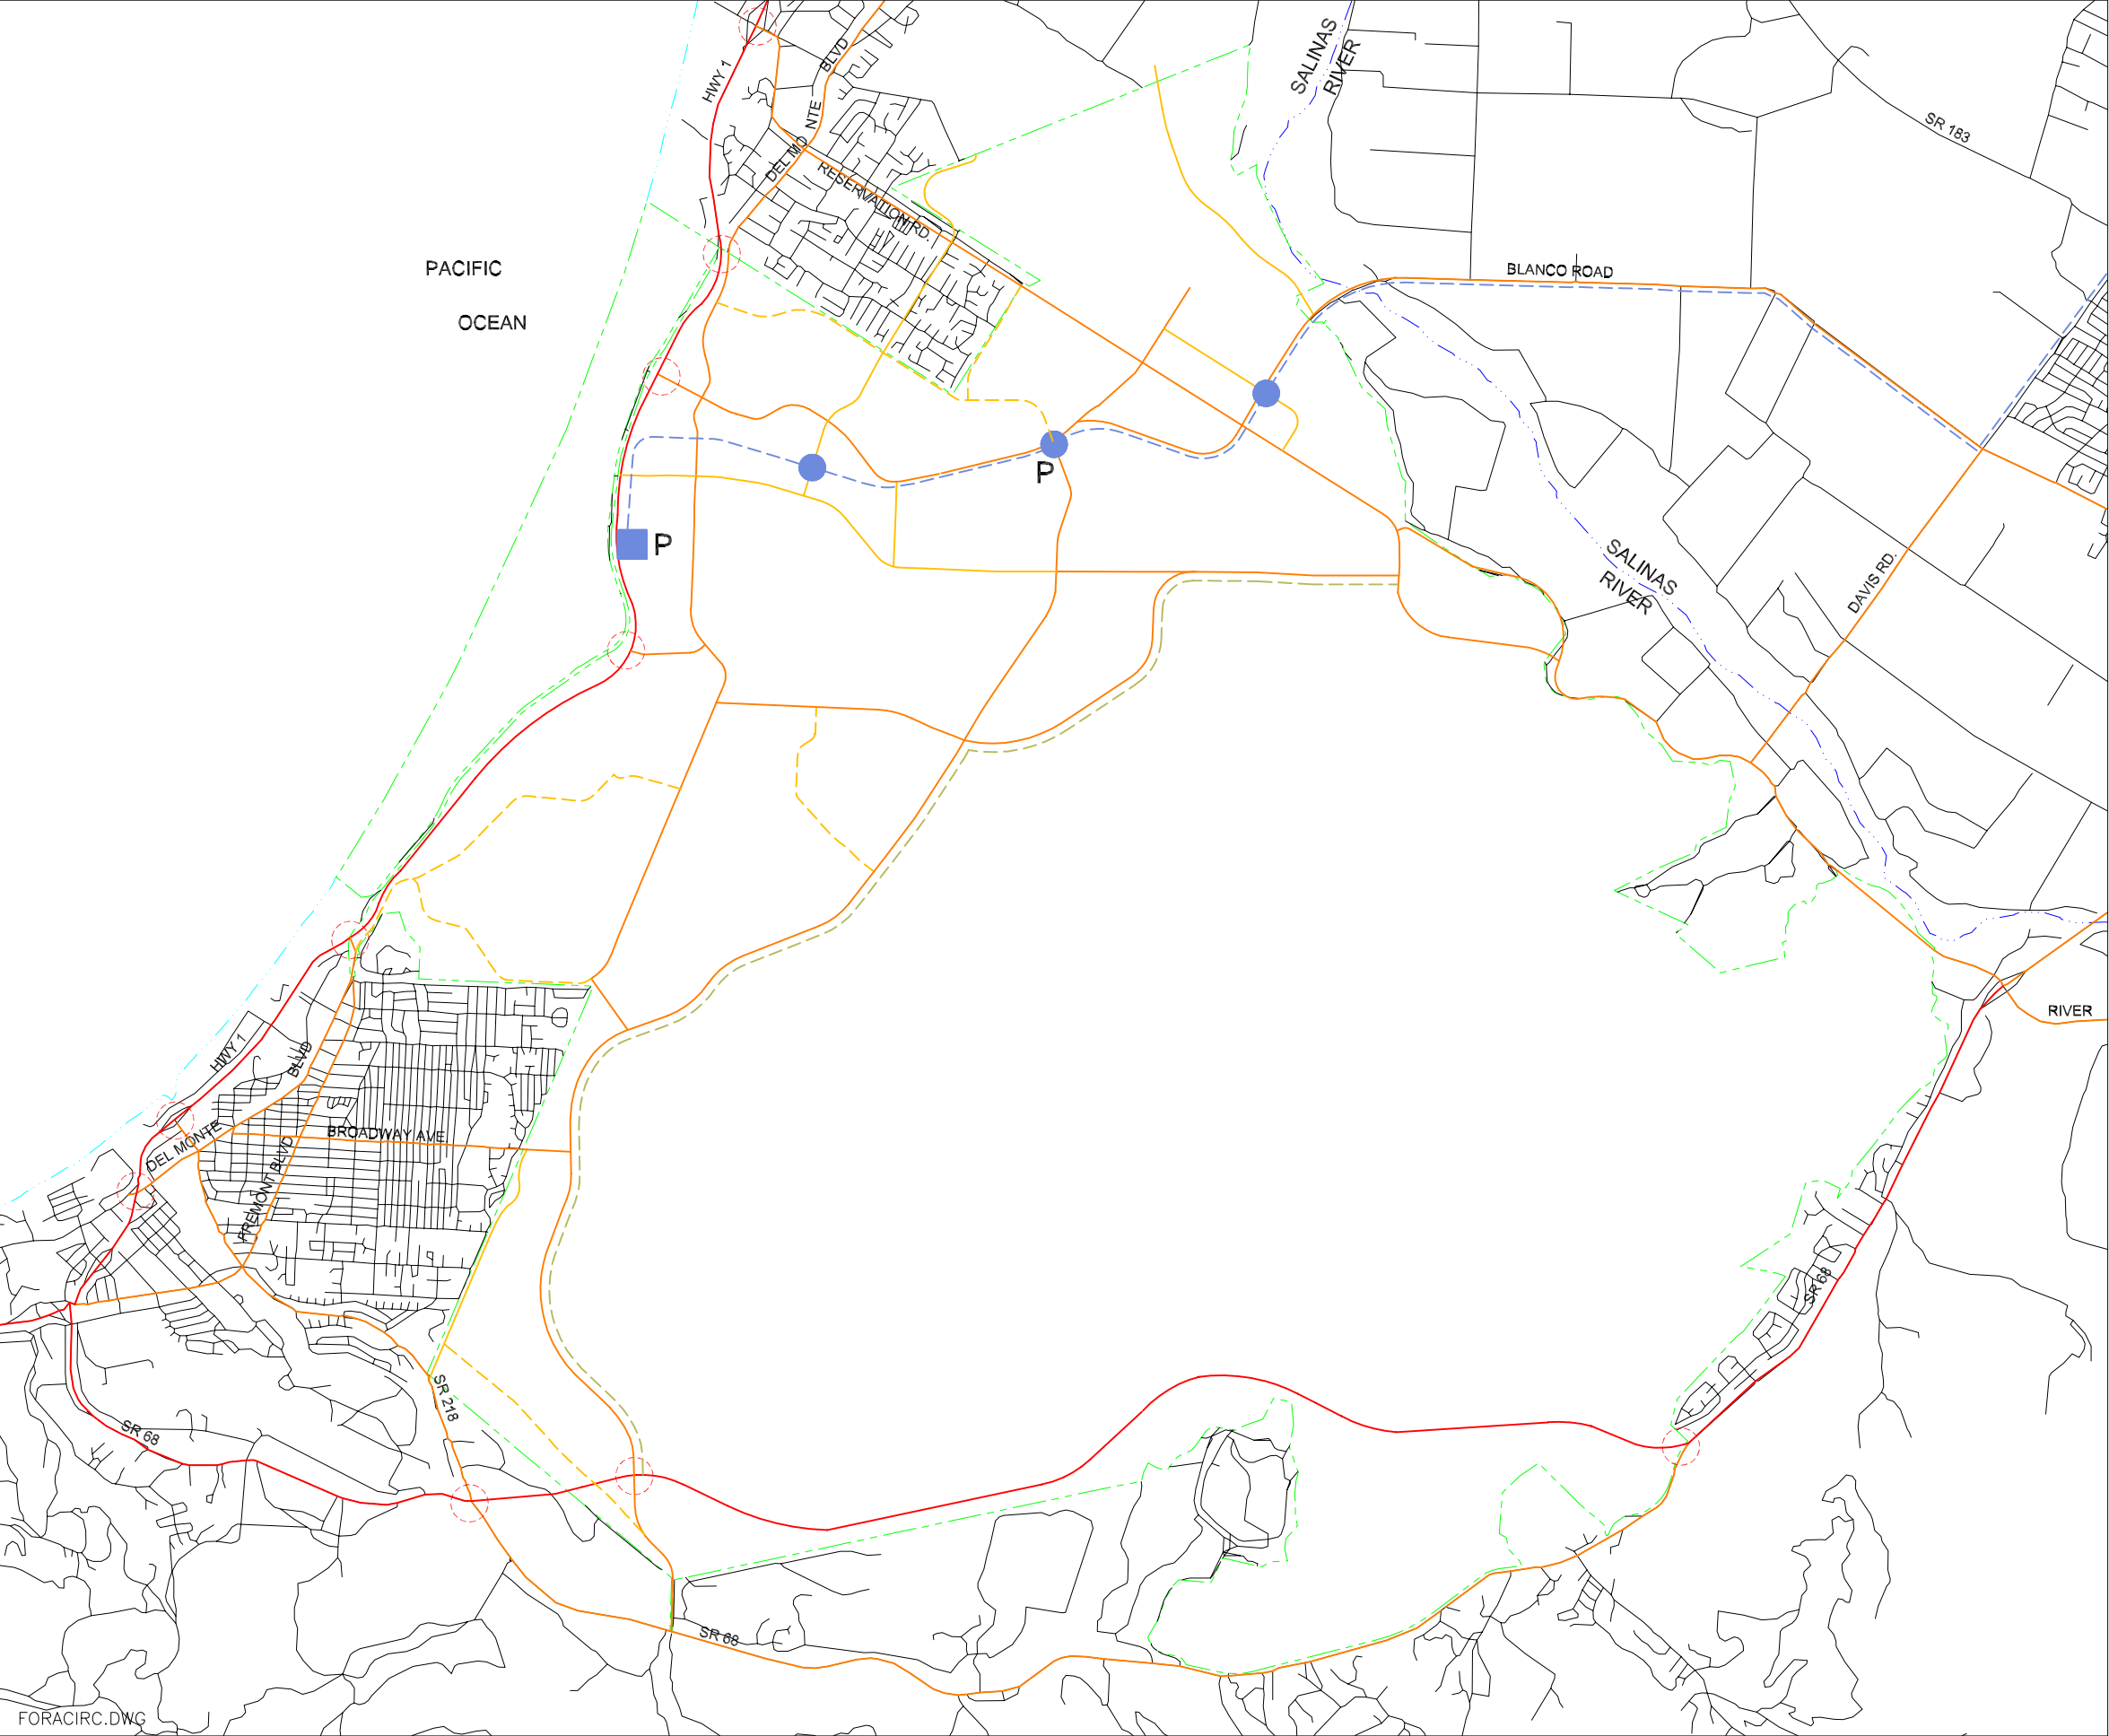 HWY 1
BLVD
NTE
DEL MO
RESERVATION RD.
SALINAS
RIVER
SR 183
PACIFIC
OCEAN
BLANCO ROAD
P
P
SALINAS
RIVER
DAVIS RD.
RIVER
HWY 1
BLVD
DEL MONTE
BROADWAY AVE.
FREMONT BLVD
SR 68
SR 218
SR 68
SR 68
FORACIRC.DWG